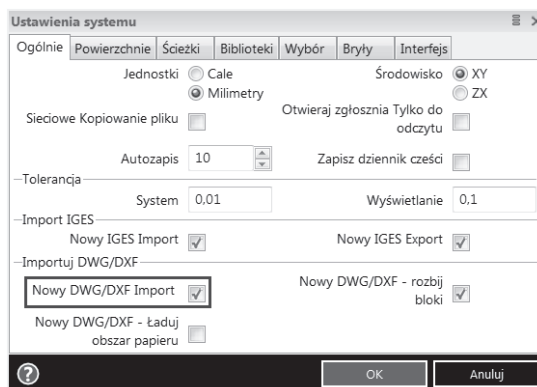 Ustawienia systemu
Ogólnie Powierzchnie Ścieżki Biblioteki Wybór Bryły Interfejs
Jednostki Cale Środowisko XY
Milimetry ZX
Sieciowe Kopiowanie pliku Otwieraj zgłosznia Tylko do
odczytu
Autozapis 10 Zapisz dziennik cześci
Tolerancja
System 0,01 Wyświetlanie 0,1
Import IGES
Nowy IGES Import Nowy IGES Export
Importuj DWG/DXF
Nowy DWG/DXF Import Nowy DWG/DXF - rozbij
bloki
Nowy DWG/DXF - Ładuj
obszar papieru
? OK Anuluj